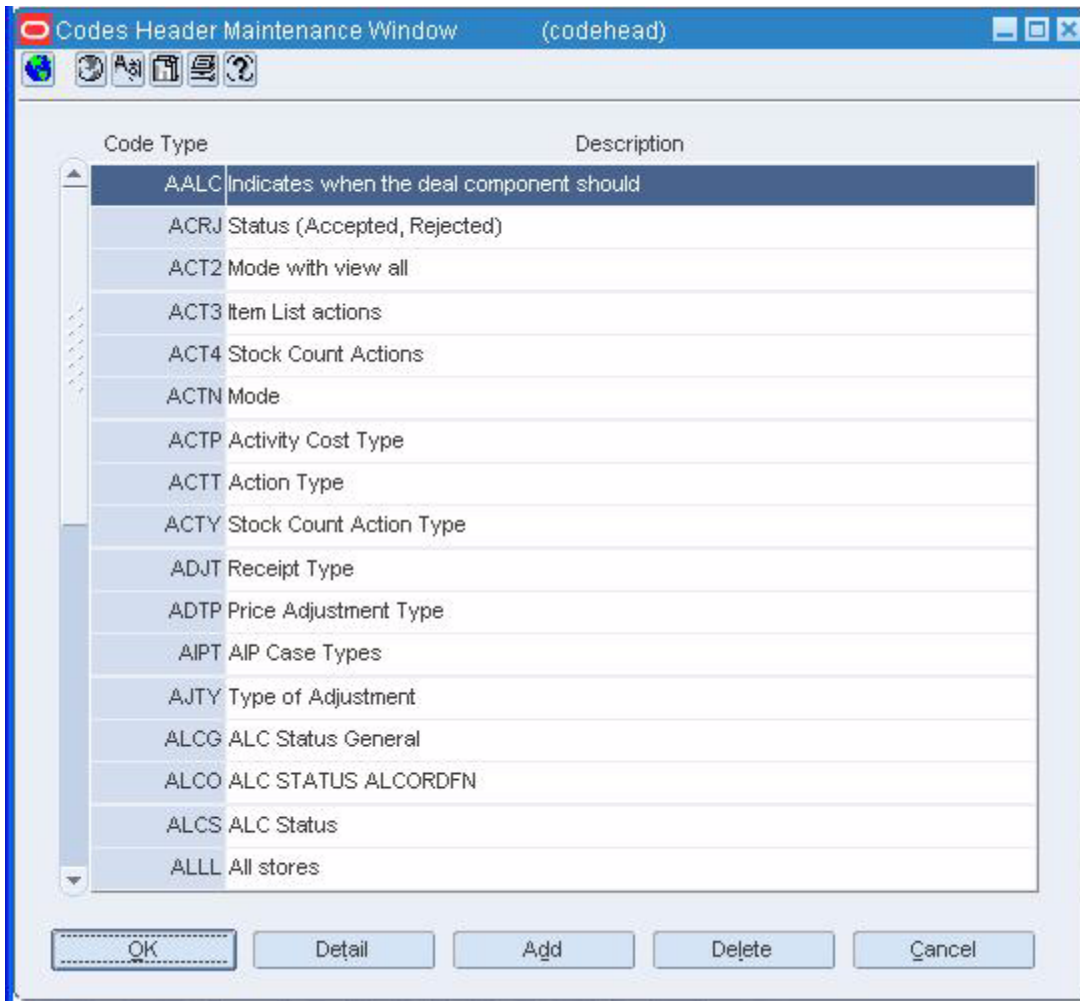 Codes Header Maintenance Window (codehead)
Code Type Description
AALC Indicates when the deal component should
ACRJ Status (Accepted, Rejected)
ACT2 Mode with view all
ACT3 Item List actions
ACT4 Stock Count Actions
ACTN Mode
ACTP Activity Cost Type
ACTT Action Type
ACTY Stock Count Action Type
ADJT Receipt Type
ADTP Price Adjustment Type
AIPT AIP Case Types
AJTY Type of Adjustment
ALCG ALC Status General
ALCO ALC STATUS ALCORDFN
ALCS ALC Status
ALLL All stores
OK Detail Add Delete Cancel